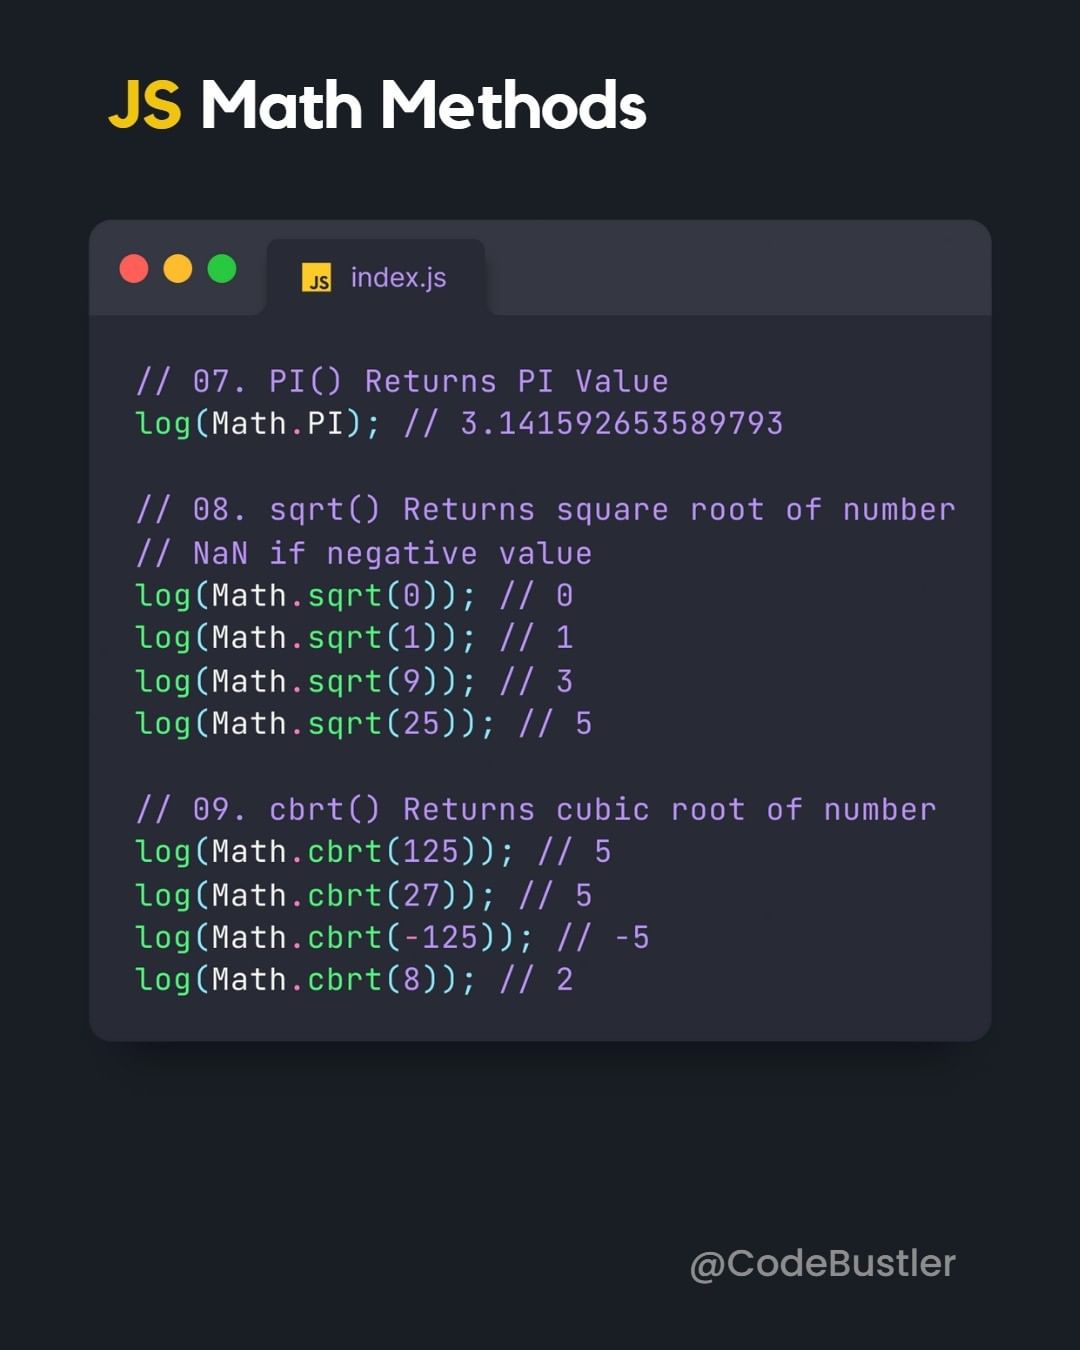 JS Math Methods
JS index.js
// 07. PI() Returns PI Value
log(Math.PI); // 3.141592653589793
// 08. sqrt() Returns square root of number
// NaN if negative value
log(Math.sqrt(0)); // 0
log(Math.sqrt(1)); // 1
log(Math.sqrt(9)); // 3
log(Math.sqrt(25)); // 5
// 09. cbrt() Returns cubic root of number
log(Math.cbrt(125)); // 5
log(Math.cbrt(27)); // 5
log(Math.cbrt(-125)); // -5
log(Math.cbrt(8)); // 2
@CodeBustler